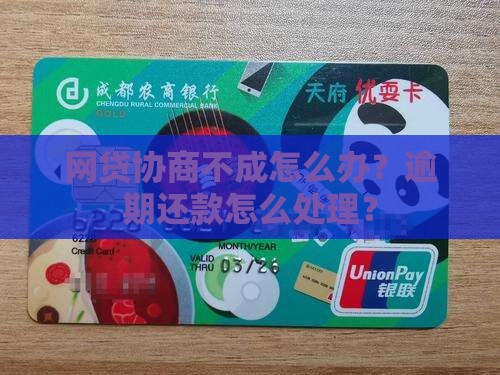 成都农商银行
CHENGDU RURAL COMMERCIAL BANK
GOLD
天府 优耍卡
网贷协商不成怎么办？逾
期还款怎么处理？
Credit Card
MONTH/YEAR
VALID
THRU
03/26
UnionPay
银联